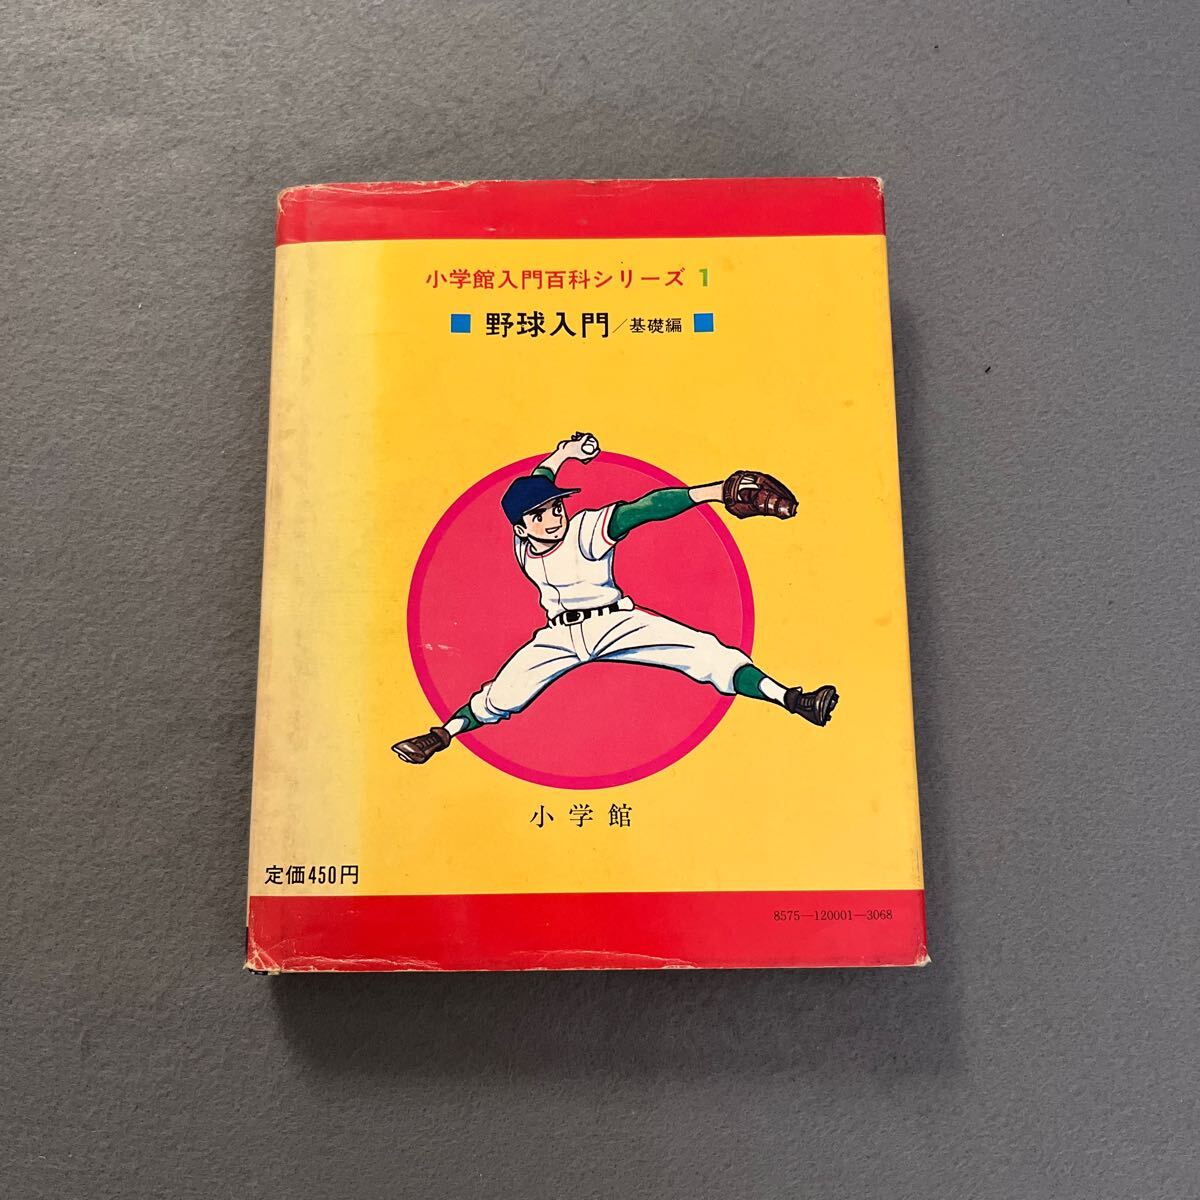 小学館入門百科シリーズ 1
■ 野球入門／基礎編 ■
小学館
定価450円
8575—120001—3068